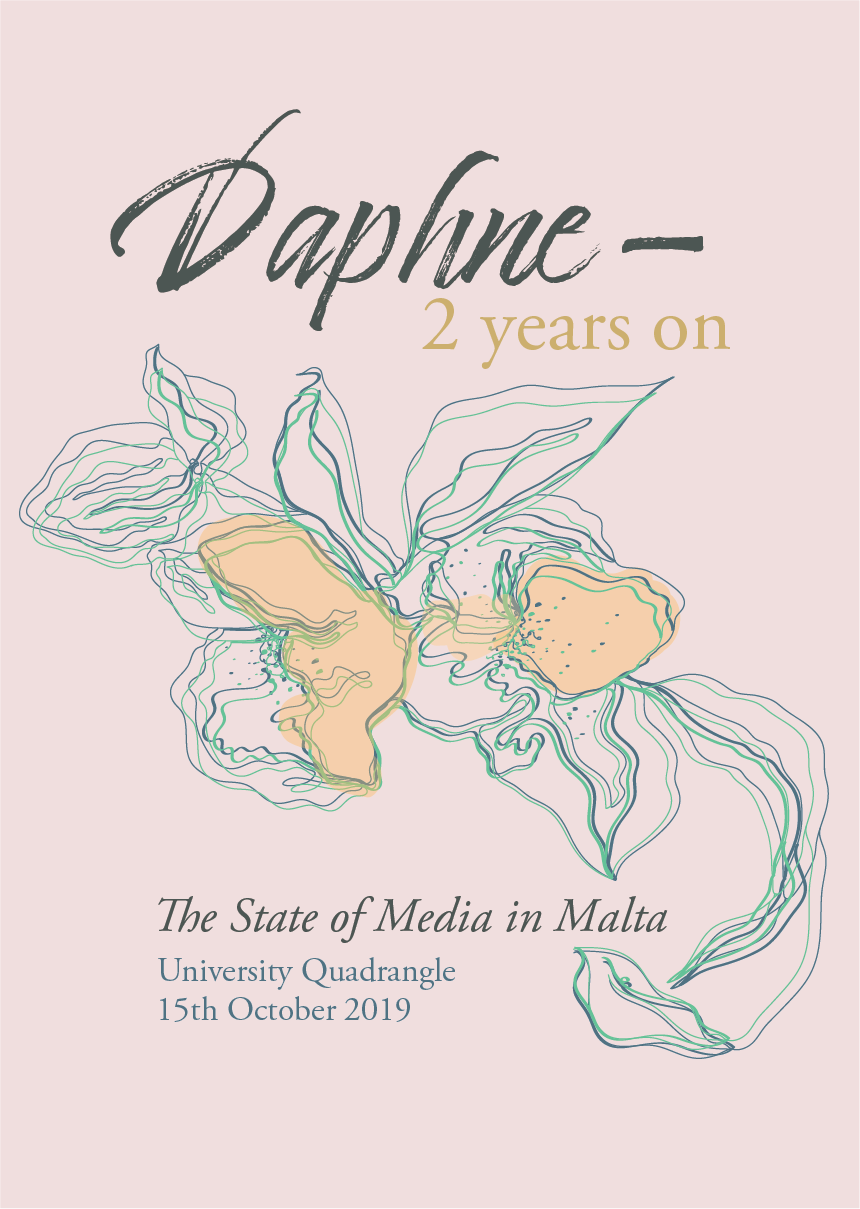 Daphne —
2 years on
The State of Media in Malta
University Quadrangle
15th October 2019